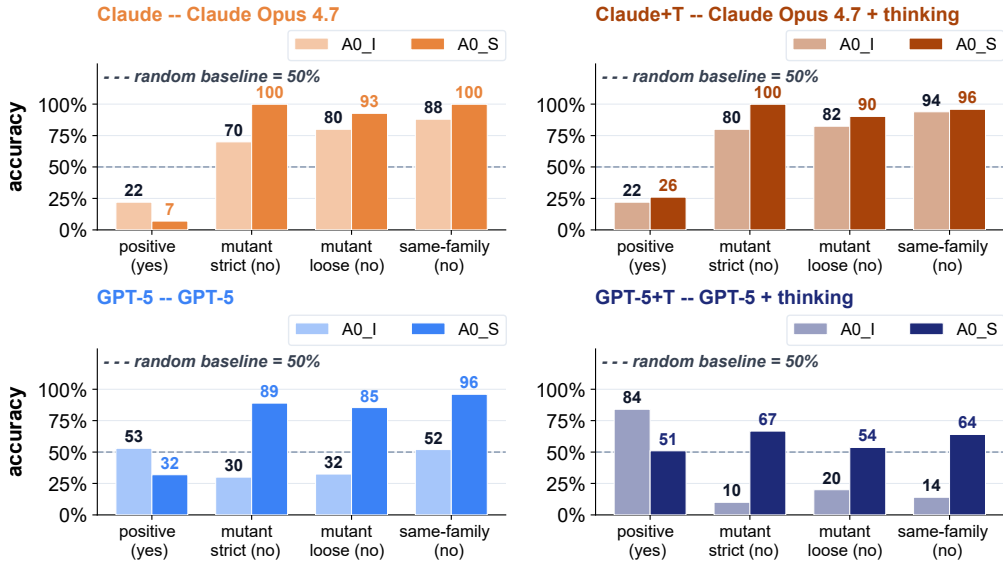 Claude -- Claude Opus 4.7
A0_I A0_S
- - - random baseline = 50%
accuracy
100%
75%
50%
25%
0%
22 7 70 100 80 93 88 100
positive (yes)
mutant strict (no)
mutant loose (no)
same-family (no)
Claude+T -- Claude Opus 4.7 + thinking
A0_I A0_S
- - - random baseline = 50%
100%
75%
50%
25%
0%
22 26 80 100 82 90 94 96
positive (yes)
mutant strict (no)
mutant loose (no)
same-family (no)
GPT-5 -- GPT-5
A0_I A0_S
- - - random baseline = 50%
accuracy
100%
75%
50%
25%
0%
53 32 30 89 32 85 52 96
positive (yes)
mutant strict (no)
mutant loose (no)
same-family (no)
GPT-5+T -- GPT-5 + thinking
A0_I A0_S
- - - random baseline = 50%
100%
75%
50%
25%
0%
84 51 10 67 20 54 14 64
positive (yes)
mutant strict (no)
mutant loose (no)
same-family (no)